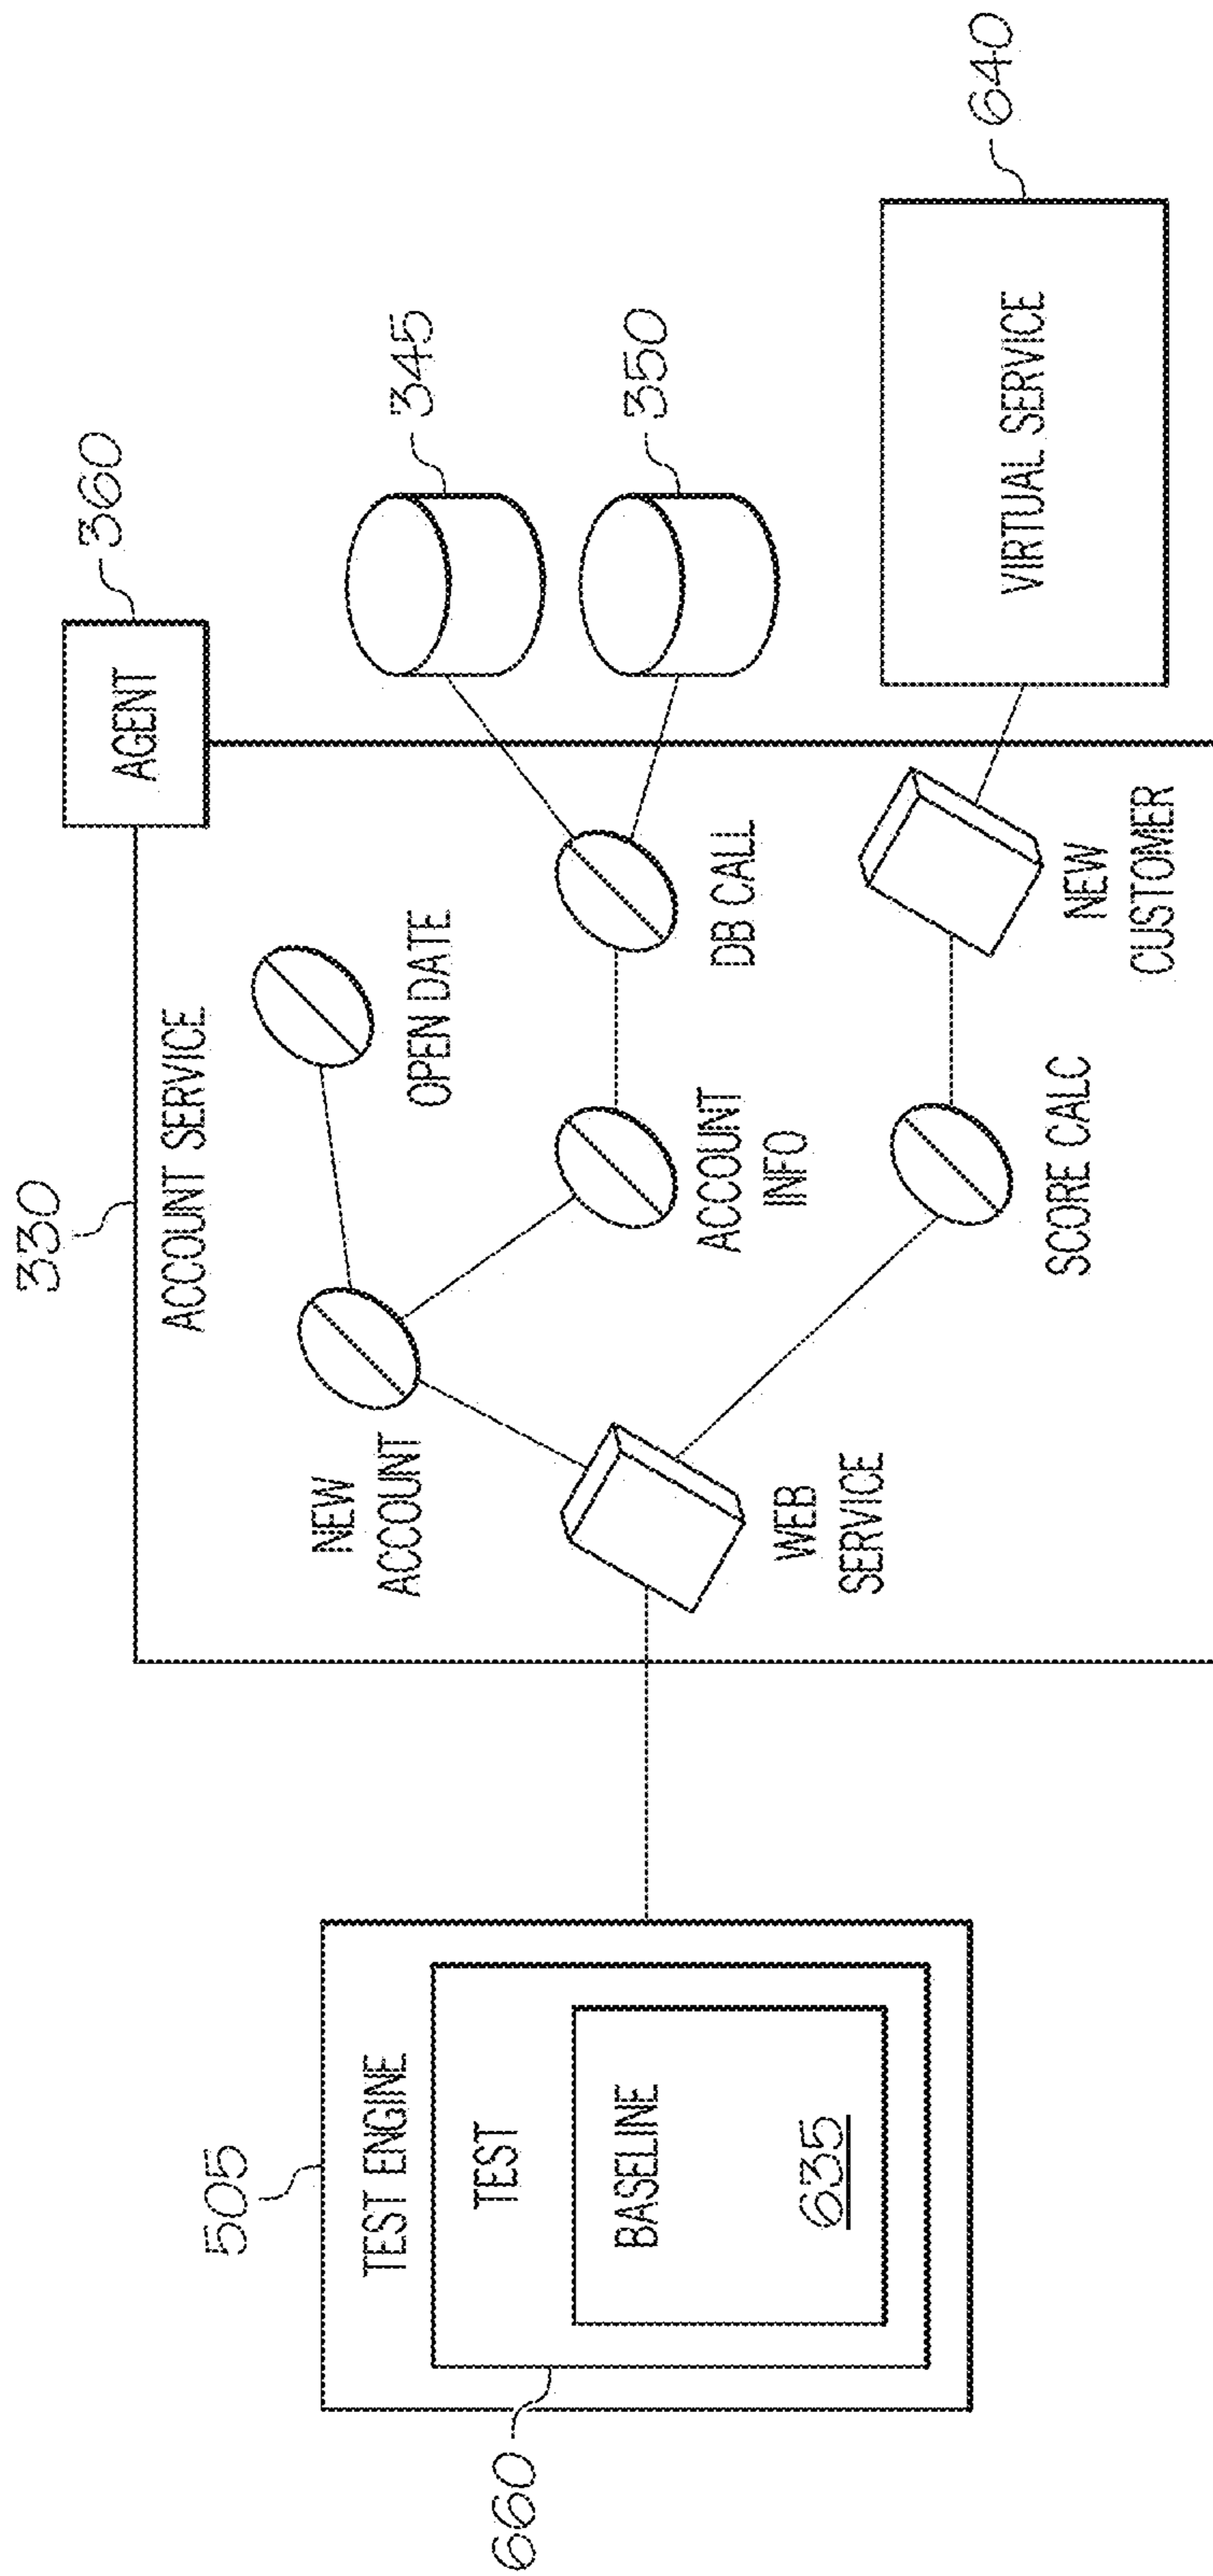 505
TEST ENGINE
TEST
BASELINE
635
660
330
ACCOUNT SERVICE
AGENT
360
NEW
ACCOUNT
OPEN DATE
WEB
SERVICE
ACCOUNT
INFO
DB CALL
345
350
SCORE CALC
NEW
CUSTOMER
VIRTUAL SERVICE
640